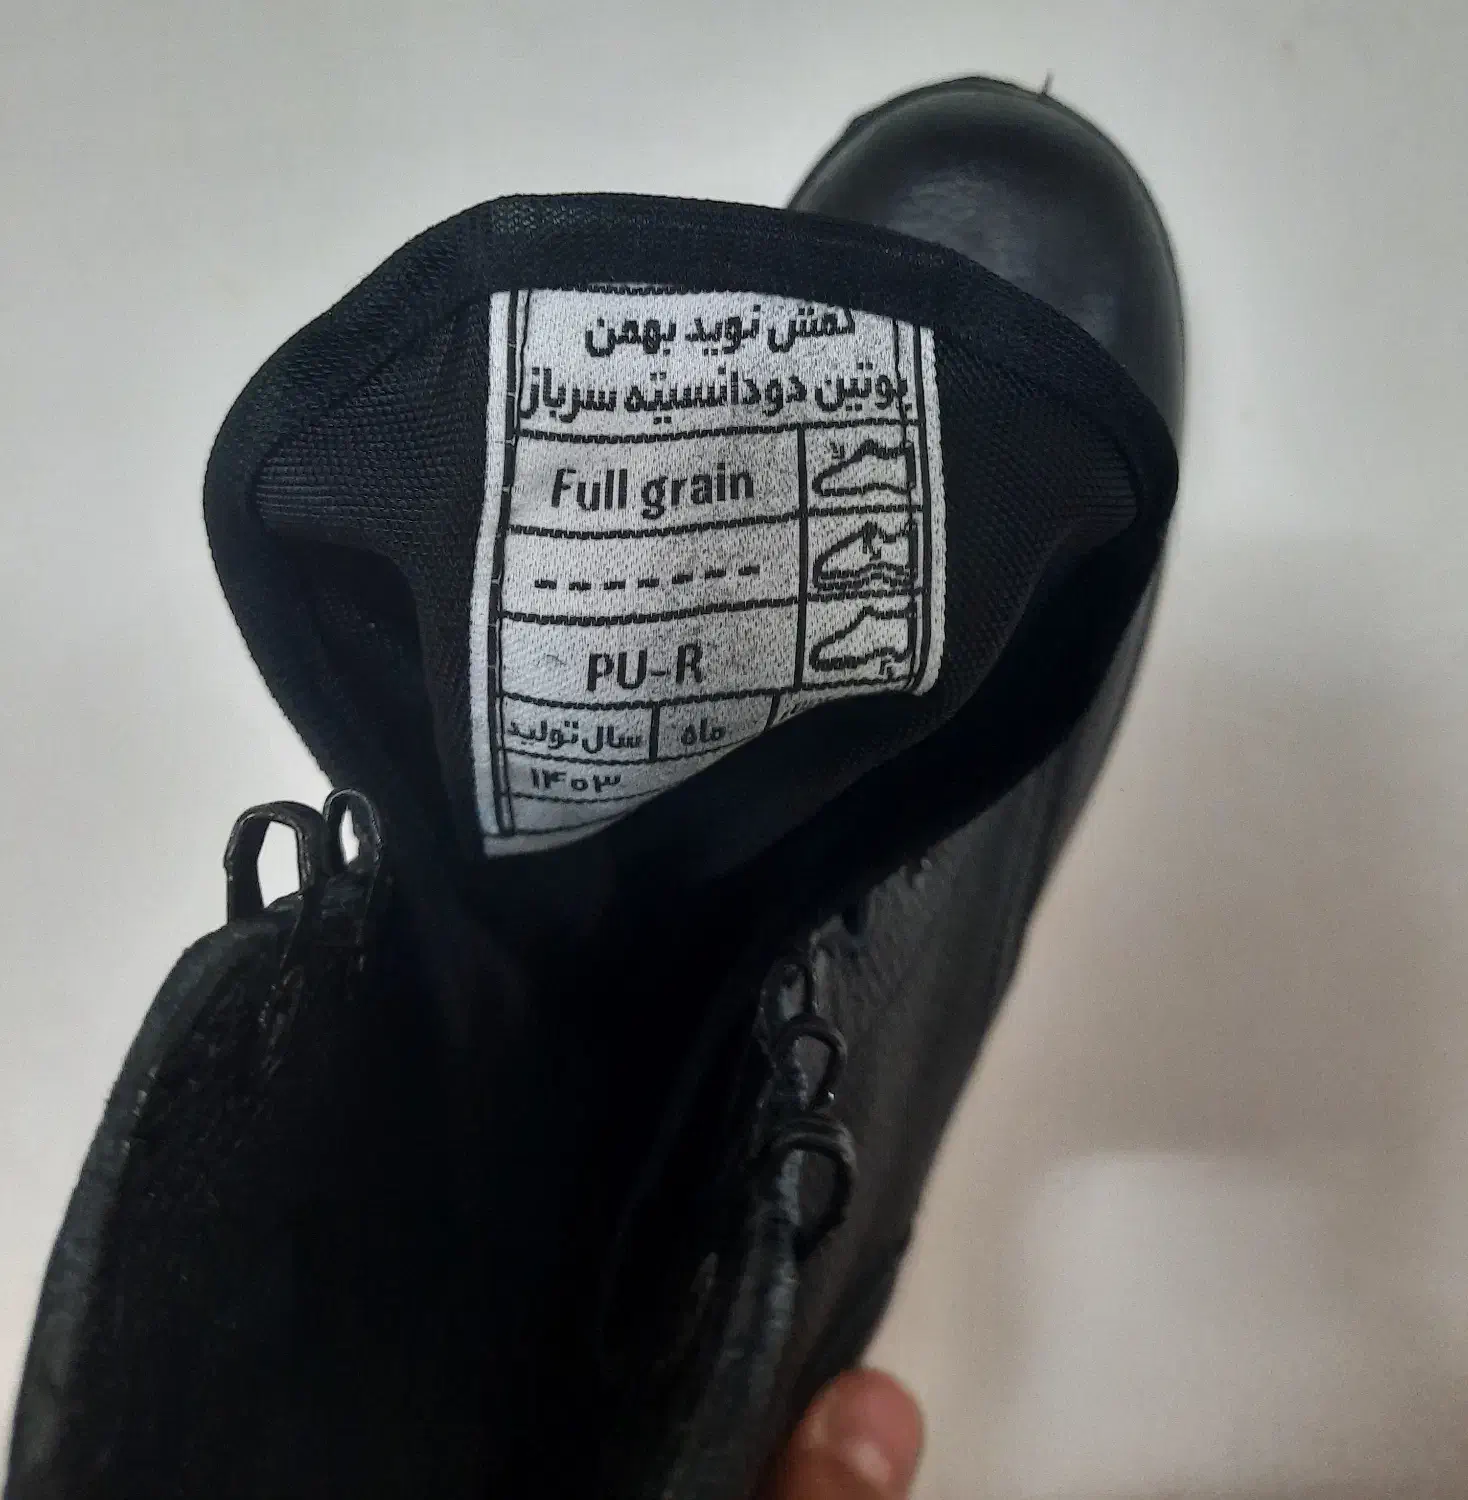 کفش نوید بهمن
پوتین دودانسیته سرباز
Full grain
-------
PU-R
ماه سال تولید
۱۴۰۳